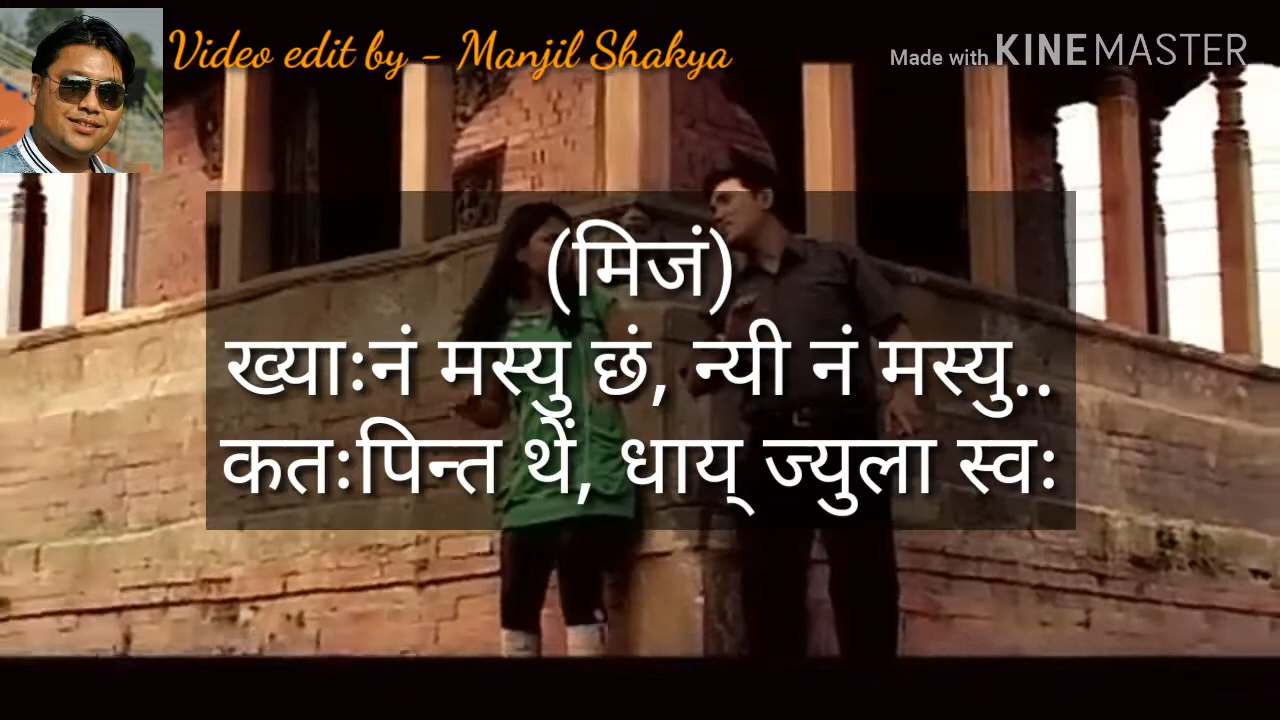 Video edit by - Manjil Shakya
Made with KINEMASTER
(मिजं)
ख्याःनं मस्यु छं, न्यी नं मस्यु..
कतःपिन्त थें, धाय् ज्युला स्वः